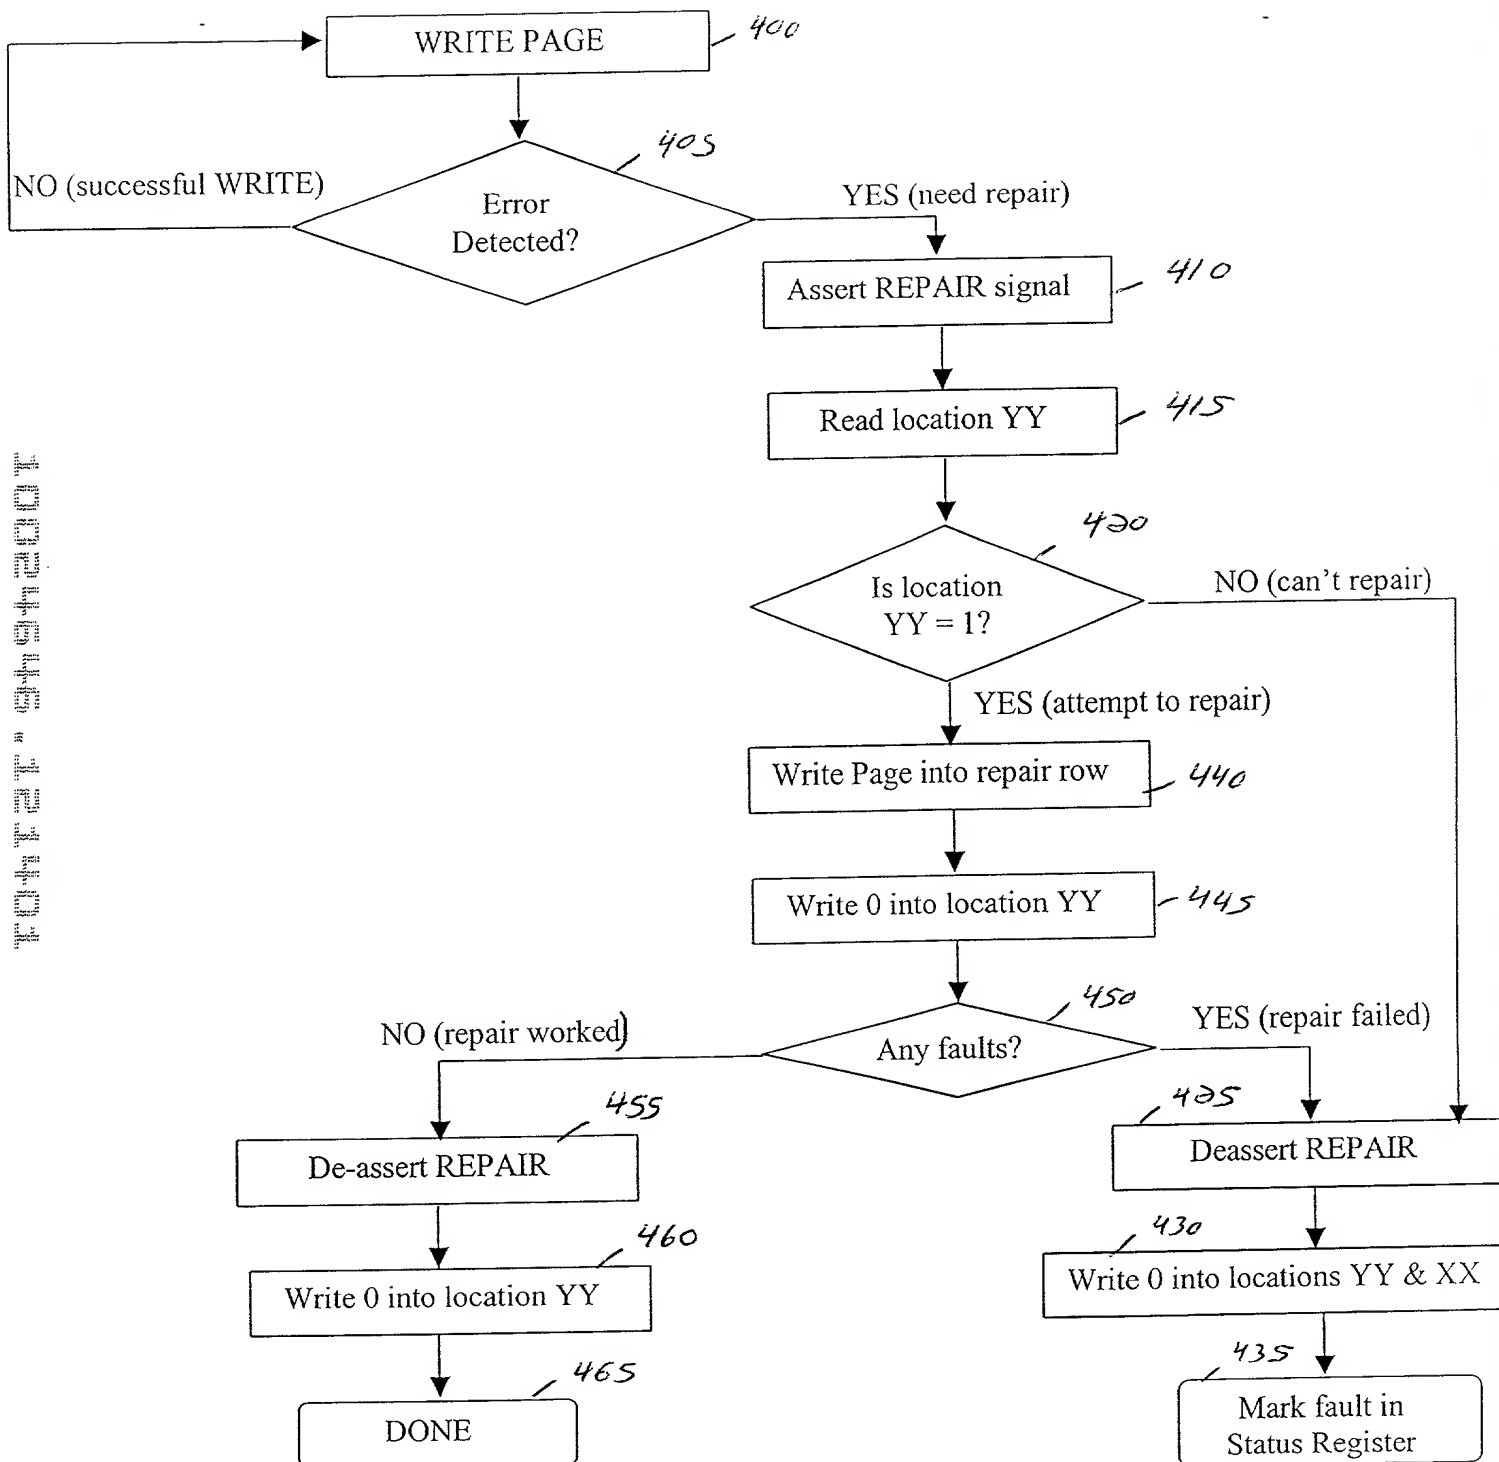 WRITE PAGE
400
405
NO (successful WRITE)
Error
Detected?
YES (need repair)
Assert REPAIR signal
410
Read location YY
415
420
Is location
YY = 1?
NO (can't repair)
YES (attempt to repair)
Write Page into repair row
440
Write 0 into location YY
445
450
NO (repair worked)
Any faults?
YES (repair failed)
455
425
De-assert REPAIR
Deassert REPAIR
460
430
Write 0 into location YY
Write 0 into locations YY & XX
465
435
DONE
Mark fault in
Status Register
10024646.121401